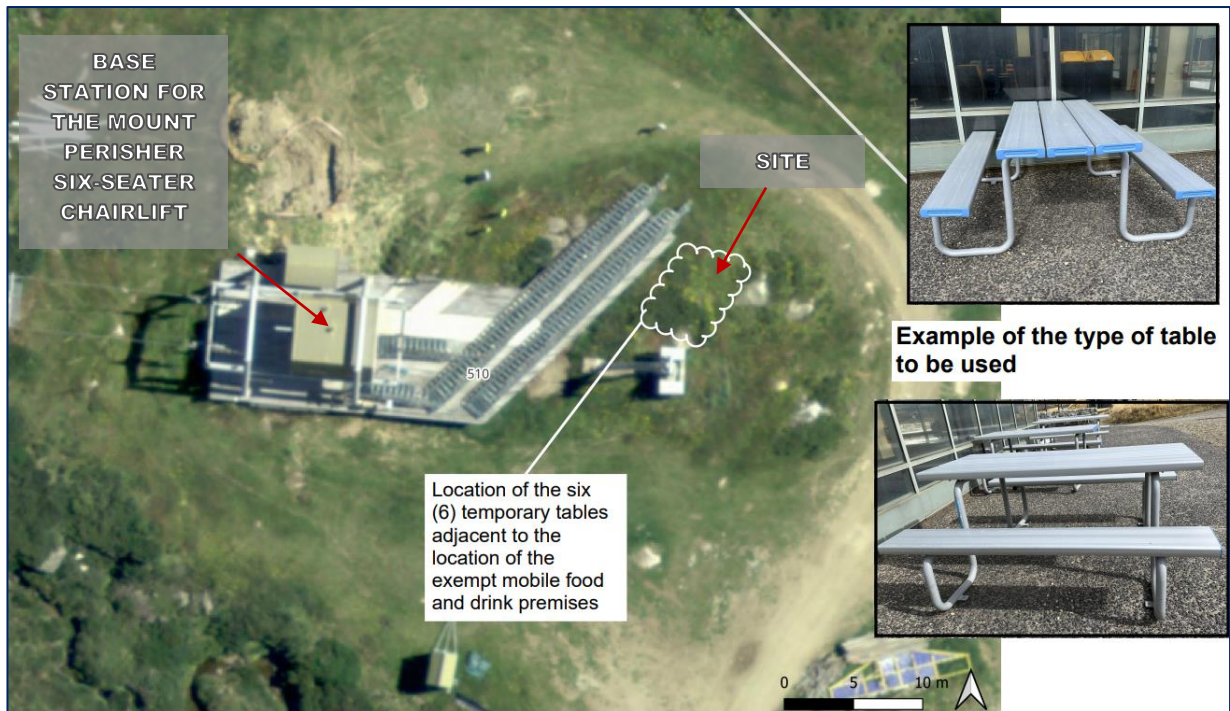 BASE
STATION FOR
THE MOUNT
PERISHER
SIX-SEATER
CHAIRLIFT
SITE
510
Example of the type of table
to be used
Location of the six
(6) temporary tables
adjacent to the
location of the
exempt mobile food
and drink premises
0 5 10 m